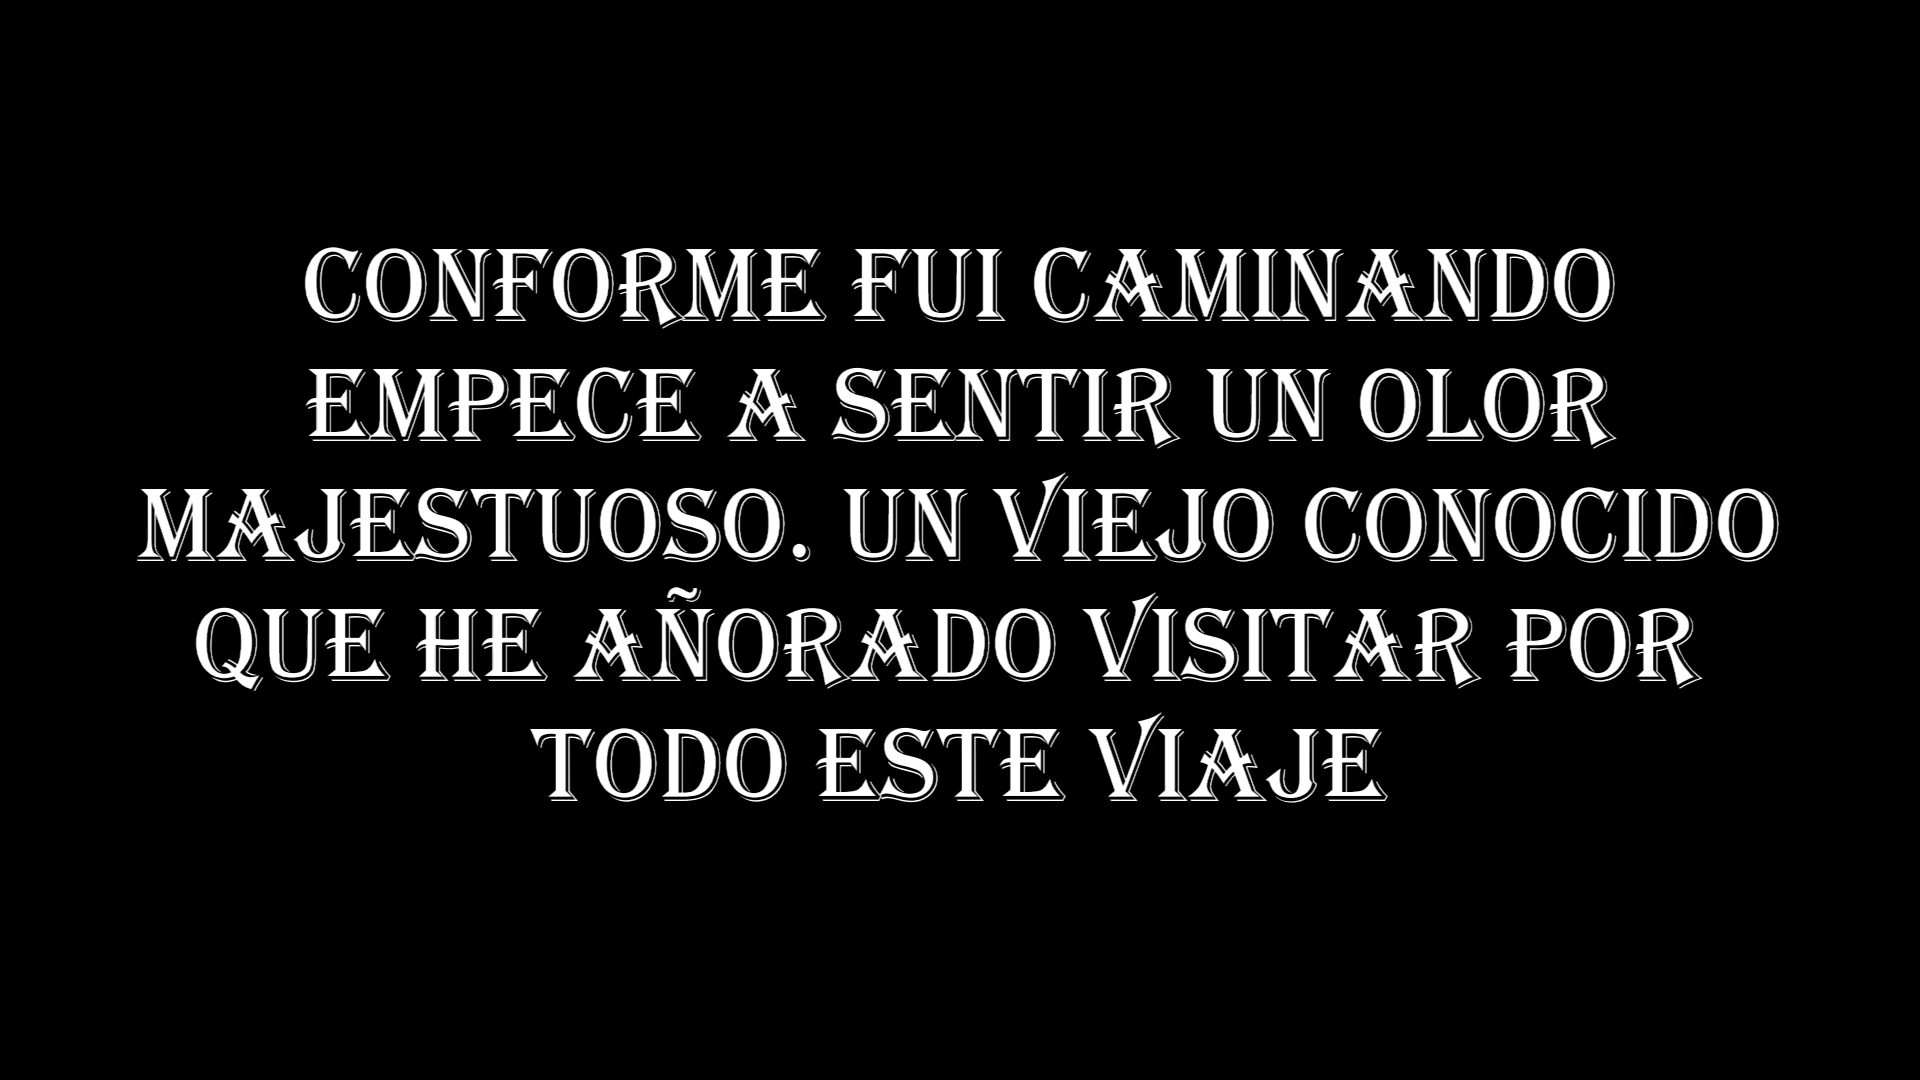 CONFORME FUI CAMINANDO
EMPECE A SENTIR UN OLOR
MAJESTUOSO. UN VIEJO CONOCIDO
QUE HE AÑORADO VISITAR POR
TODO ESTE VIAJE